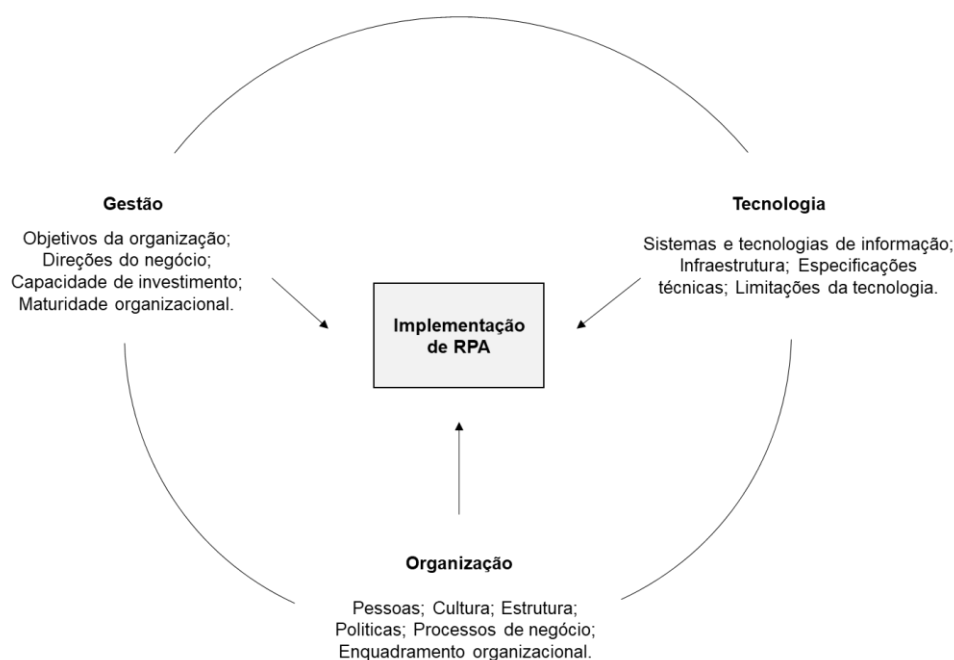 Gestão
Objetivos da organização;
Direções do negócio;
Capacidade de investimento;
Maturidade organizacional.
Tecnologia
Sistemas e tecnologias de informação;
Infraestrutura; Especificações
técnicas; Limitações da tecnologia.
Implementação
de RPA
Organização
Pessoas; Cultura; Estrutura;
Politicas; Processos de negócio;
Enquadramento organizacional.